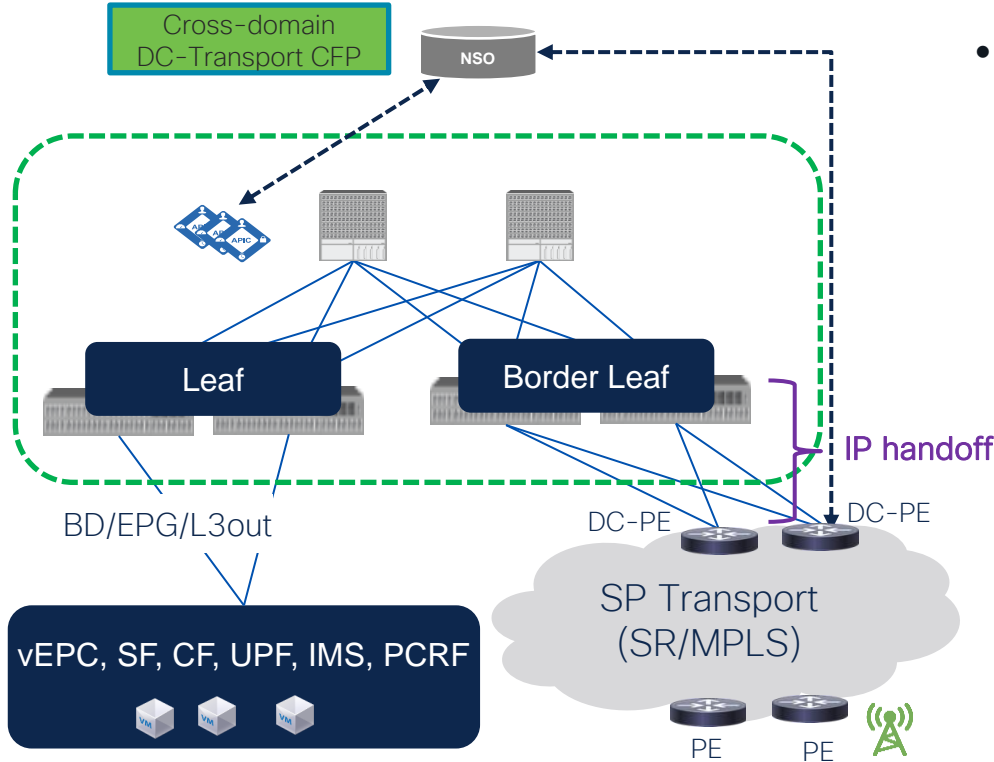 Cross-domain
DC-Transport CFP
NSO
•
APIC
Leaf
Border Leaf
IP handoff
BD/EPG/L3out
DC-PE
DC-PE
SP Transport
(SR/MPLS)
vEPC, SF, CF, UPF, IMS, PCRF
VM
VM
VM
PE
PE